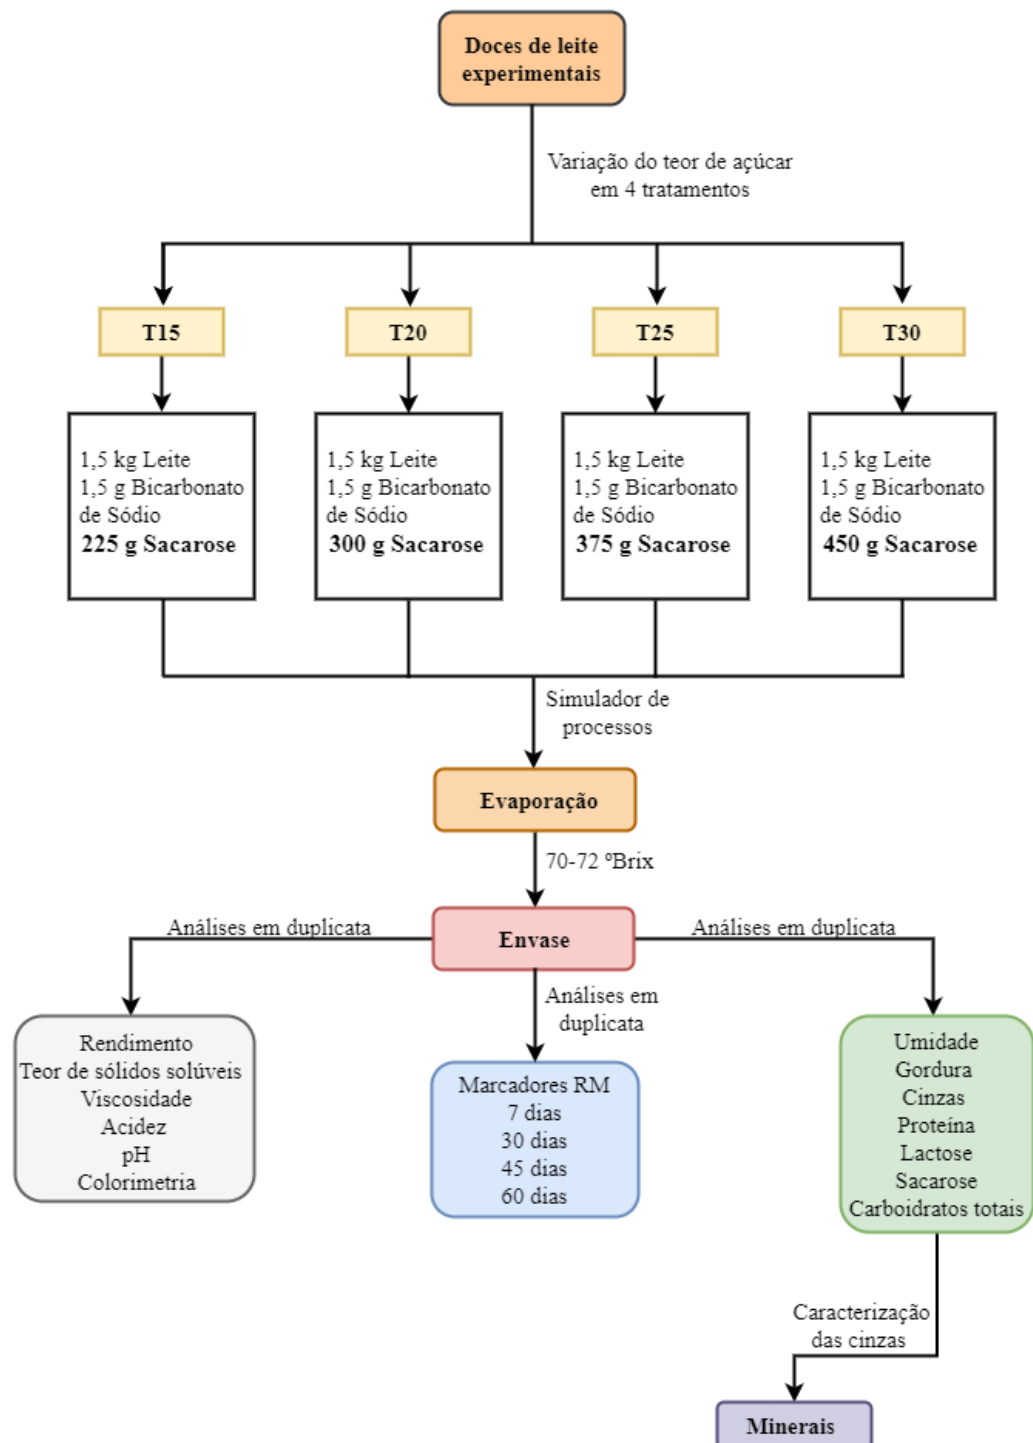 Doces de leite
experimentais
Variação do teor de açúcar
em 4 tratamentos
T15
T20
T25
T30
1,5 kg Leite
1,5 g Bicarbonato
de Sódio
225 g Sacarose
1,5 kg Leite
1,5 g Bicarbonato
de Sódio
300 g Sacarose
1,5 kg Leite
1,5 g Bicarbonato
de Sódio
375 g Sacarose
1,5 kg Leite
1,5 g Bicarbonato
de Sódio
450 g Sacarose
Simulador de
processos
Evaporação
70-72 ºBrix
Envase
Análises em duplicata
Análises em
duplicata
Análises em duplicata
Rendimento
Teor de sólidos solúveis
Viscosidade
Acidez
pH
Colorimetria
Marcadores RM
7 dias
30 dias
45 dias
60 dias
Umidade
Gordura
Cinzas
Proteína
Lactose
Sacarose
Carboidratos totais
Caracterização
das cinzas
Minerais